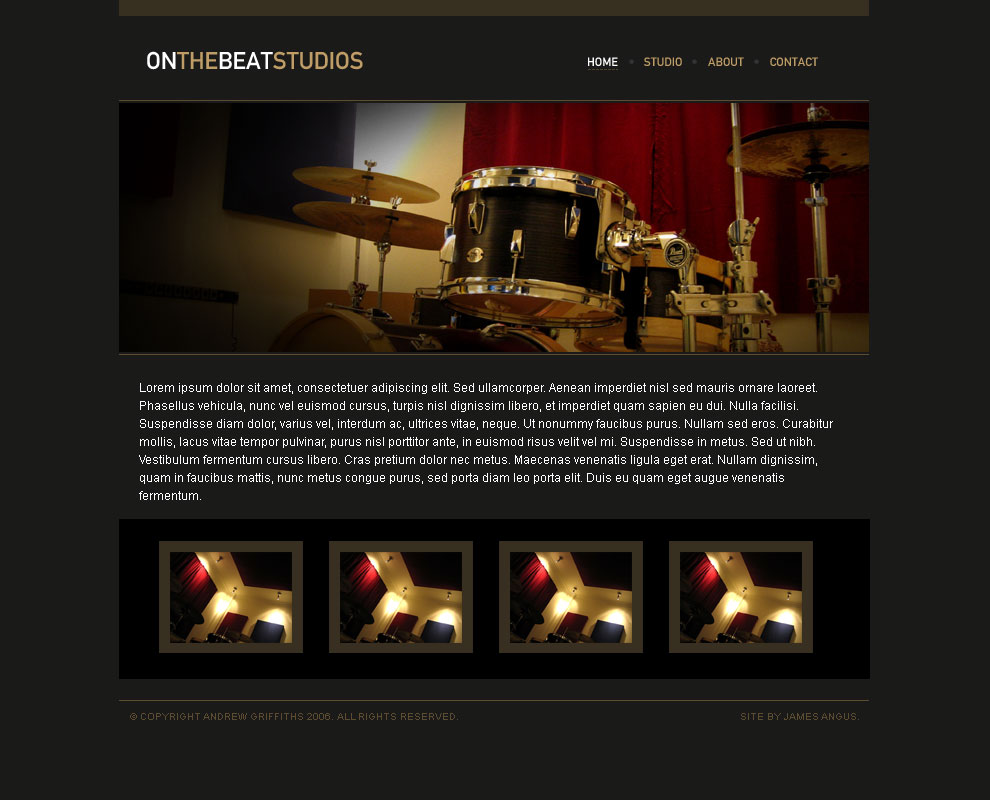 ONTHEBEATSTUDIOS
HOME • STUDIO • ABOUT • CONTACT
Lorem ipsum dolor sit amet, consectetuer adipiscing elit. Sed ullamcorper. Aenean imperdiet nisl sed mauris ornare laoreet.
Phasellus vehicula, nunc vel euismod cursus, turpis nisl dignissim libero, et imperdiet quam sapien eu dui. Nulla facilisi.
Suspendisse diam dolor, varius vel, interdum ac, ultrices vitae, neque. Ut nonummy faucibus purus. Nullam sed eros. Curabitur
mollis, lacus vitae tempor pulvinar, purus nisl porttitor ante, in euismod risus velit vel mi. Suspendisse in metus. Sed ut nibh.
Vestibulum fermentum cursus libero. Cras pretium dolor nec metus. Maecenas venenatis ligula eget erat. Nullam dignissim,
quam in faucibus mattis, nunc metus congue purus, sed porta diam leo porta elit. Duis eu quam eget augue venenatis
fermentum.
© COPYRIGHT ANDREW GRIFFITHS 2006. ALL RIGHTS RESERVED.
SITE BY JAMES ANGUS.